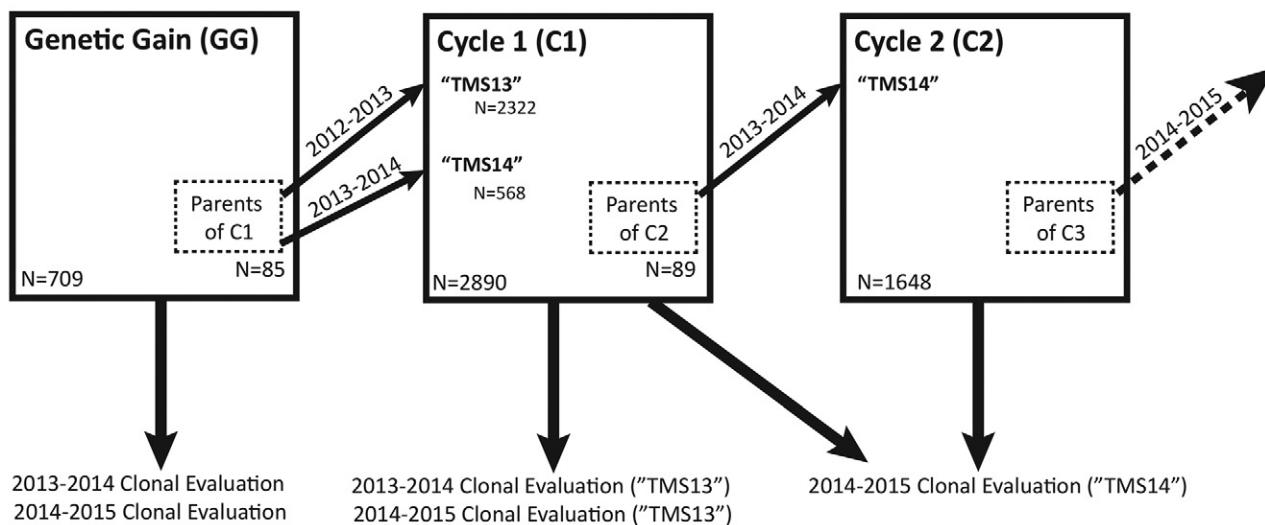 Genetic Gain (GG)
2012-2013
2013-2014
Parents
of C1
N=85
N=709
Cycle 1 (C1)
“TMS13”
N=2322
“TMS14”
N=568
2013-2014
Parents
of C2
N=89
N=2890
Cycle 2 (C2)
“TMS14”
2014-2015
Parents
of C3
N=1648
2013-2014 Clonal Evaluation
2014-2015 Clonal Evaluation
2013-2014 Clonal Evaluation (”TMS13”)
2014-2015 Clonal Evaluation (”TMS13”)
2014-2015 Clonal Evaluation (”TMS14”)